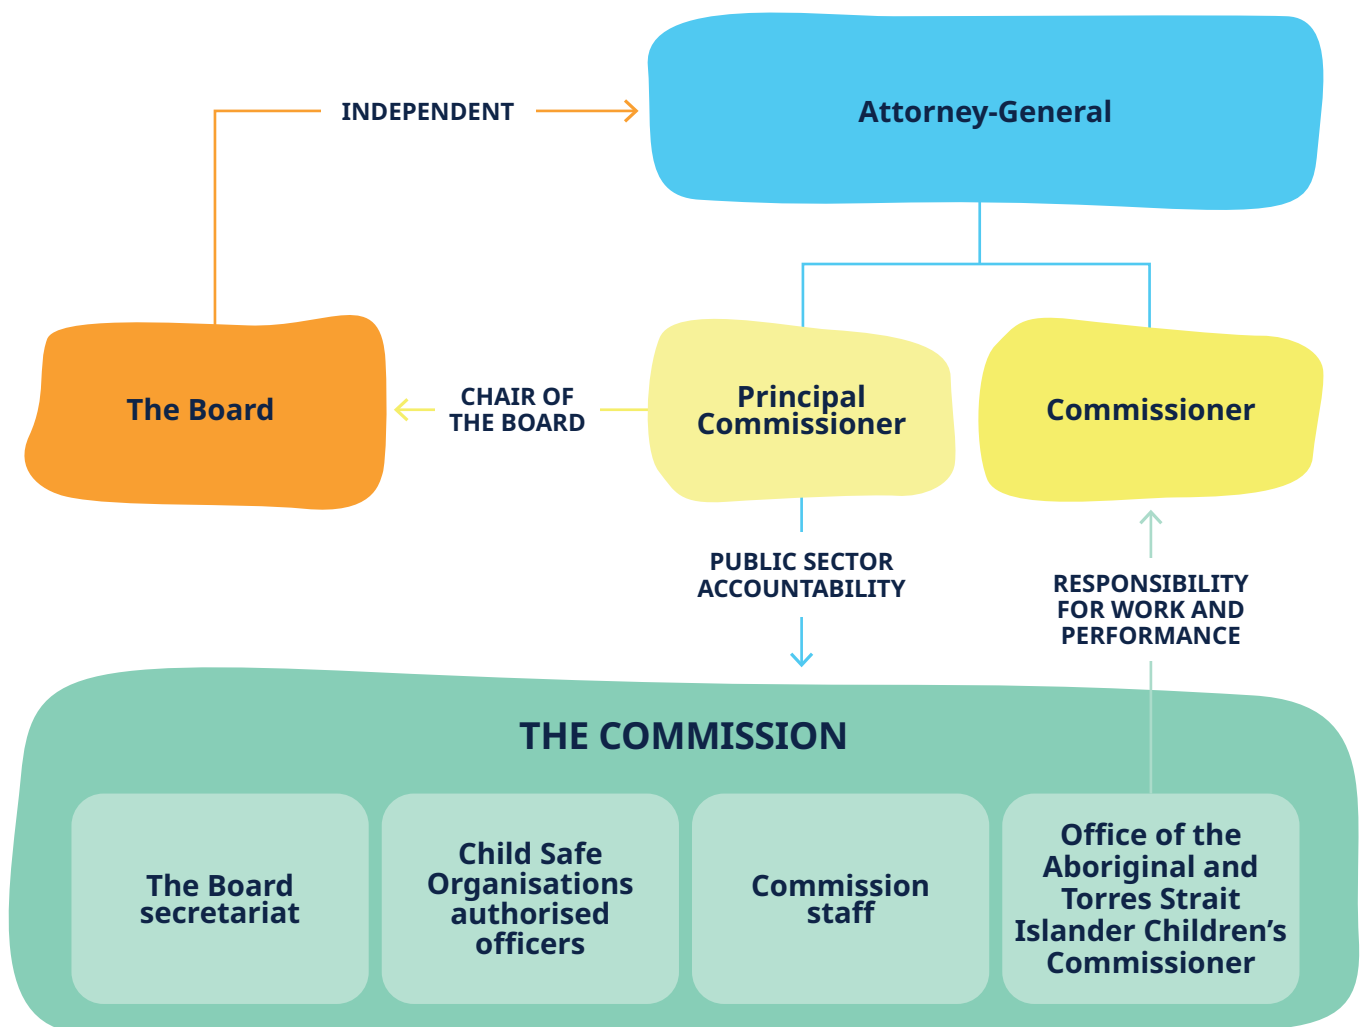 INDEPENDENT
Attorney-General
The Board
CHAIR OF
THE BOARD
Principal
Commissioner
Commissioner
PUBLIC SECTOR
ACCOUNTABILITY
RESPONSIBILITY
FOR WORK AND
PERFORMANCE
THE COMMISSION
The Board
secretariat
Child Safe
Organisations
authorised
officers
Commission
staff
Office of the
Aboriginal and
Torres Strait
Islander Children’s
Commissioner